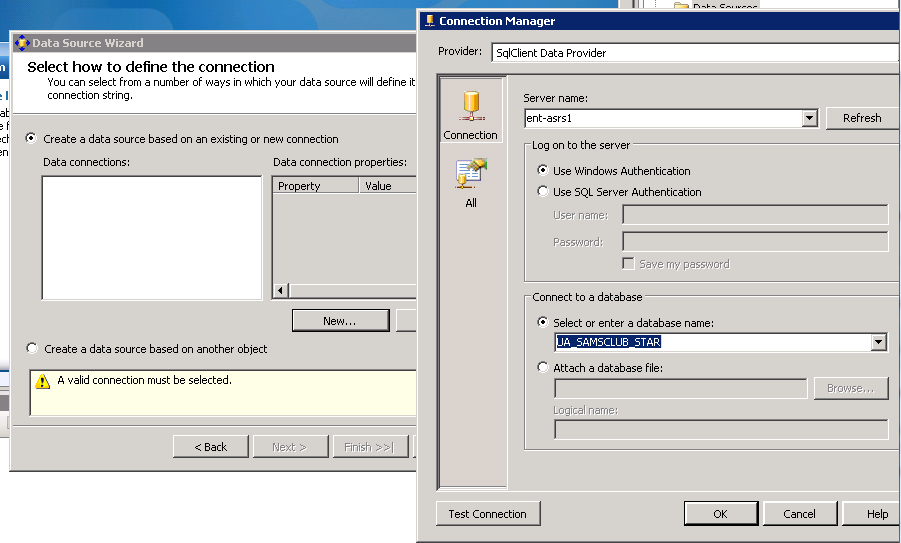 Data Sources
Connection Manager
Provider:
SqlClient Data Provider
Connection
All
Server name:
ent-asrs1
Refresh
Log on to the server
Use Windows Authentication
Use SQL Server Authentication
User name:
Password:
Save my password
Connect to a database
Select or enter a database name:
UA_SAMSCLUB_STAR
Attach a database file:
Browse...
Logical name:
Test Connection
OK
Cancel
Help
Data Source Wizard
Select how to define the connection
You can select from a number of ways in which your data source will define it
connection string.
Create a data source based on an existing or new connection
Data connections:
Data connection properties:
Property
Value
New...
Create a data source based on another object
A valid connection must be selected.
< Back
Next >
Finish >>|